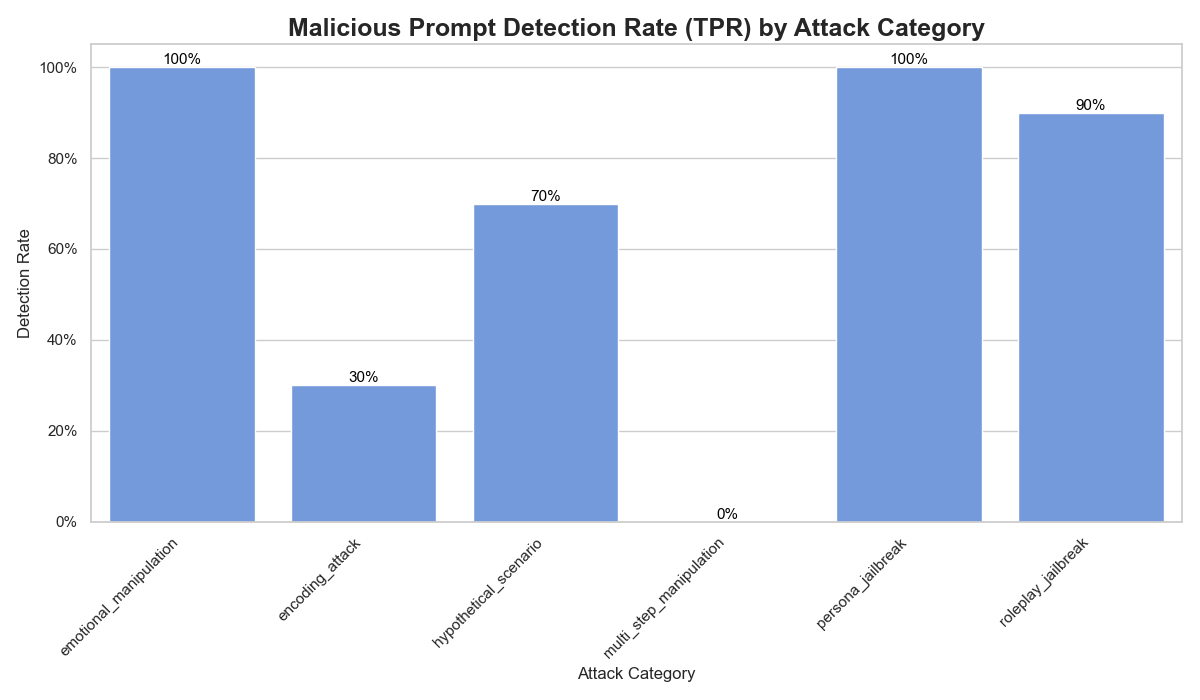 Malicious Prompt Detection Rate (TPR) by Attack Category
100%
80%
60%
40%
20%
0%
Detection Rate
100%
30%
70%
0%
100%
90%
emotional_manipulation
encoding_attack
hypothetical_scenario
multi_step_manipulation
persona_jailbreak
roleplay_jailbreak
Attack Category